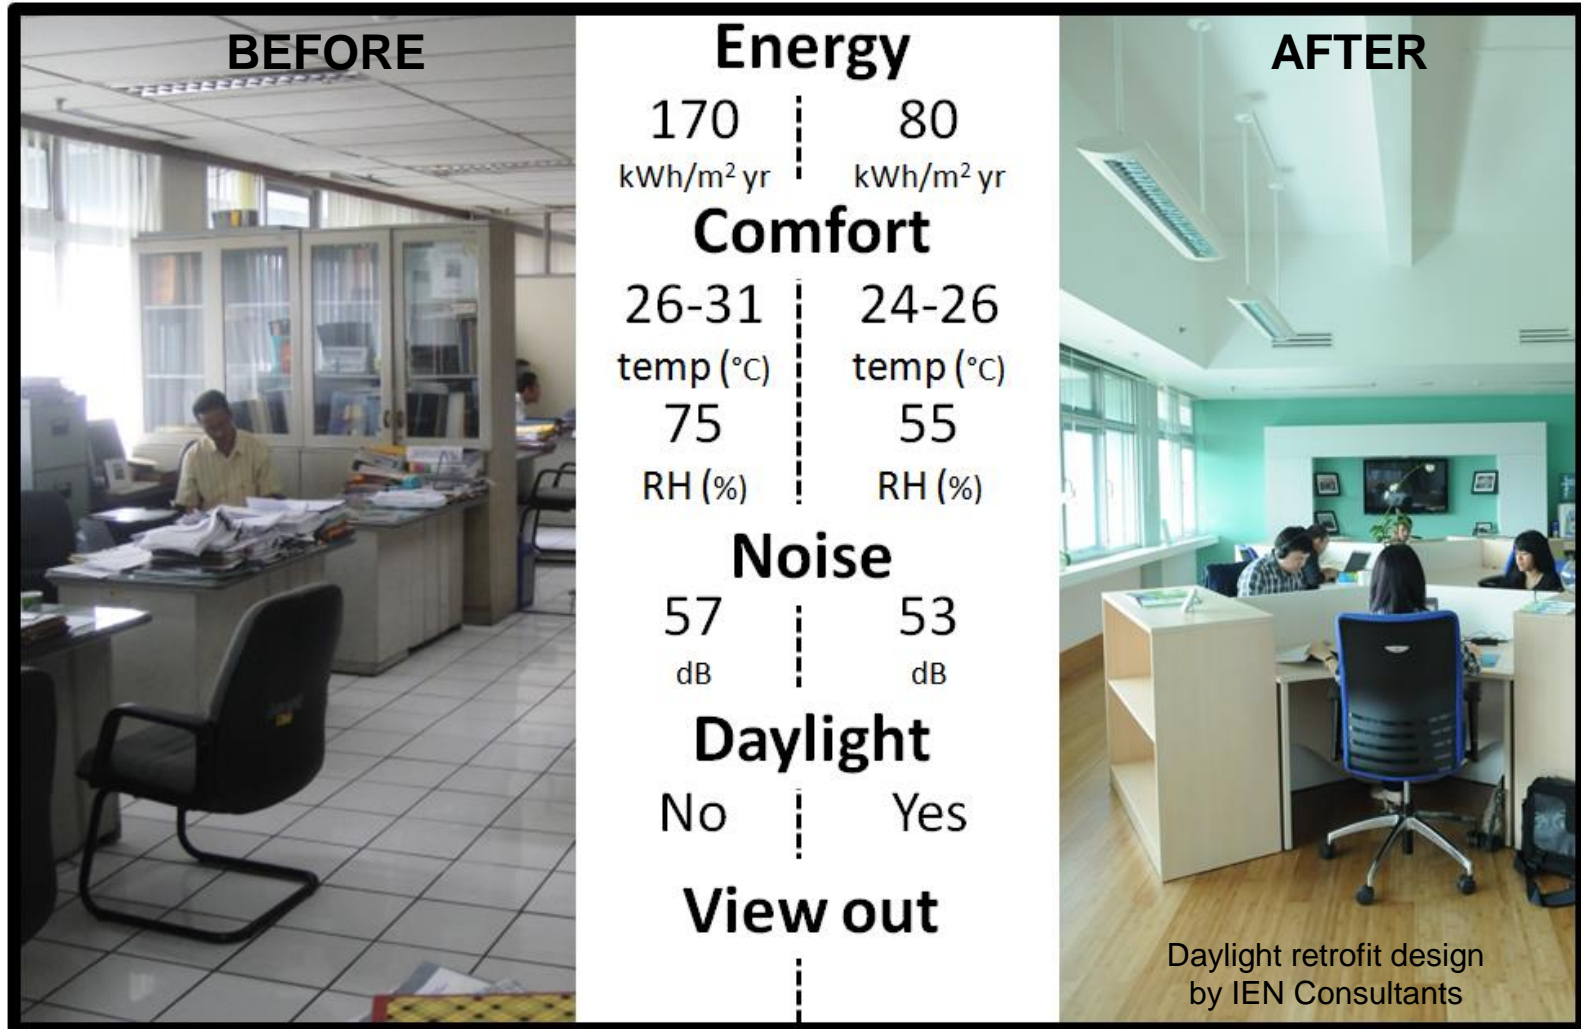 BEFORE
Energy
AFTER
170
80
kWh/m² yr
kWh/m² yr
Comfort
26-31
24-26
temp (°C)
temp (°C)
75
55
RH (%)
RH (%)
Noise
57
53
dB
dB
Daylight
No
Yes
View out
Daylight retrofit design
by IEN Consultants